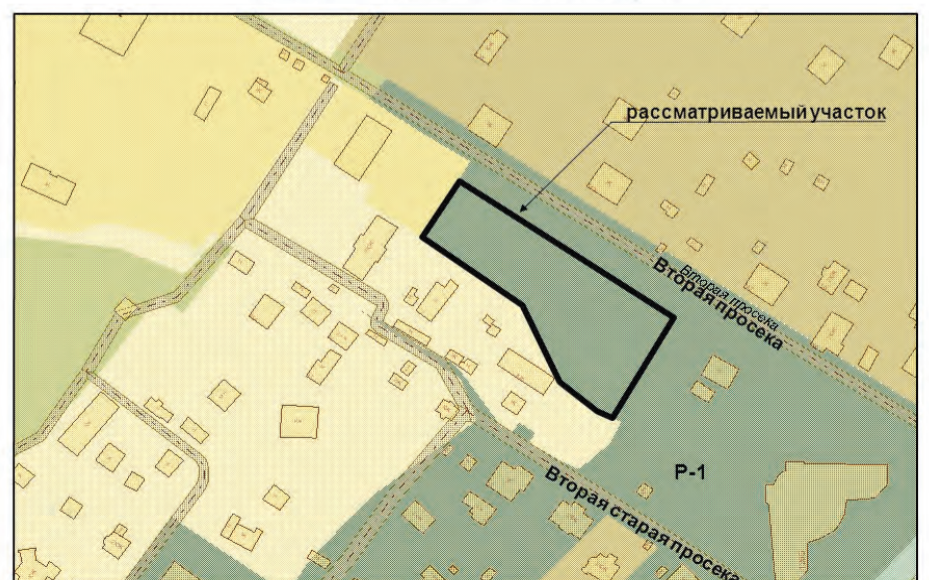 рассматриваемый участок
Вторая просека
Вторая просека
Р-1
Вторая старая просека